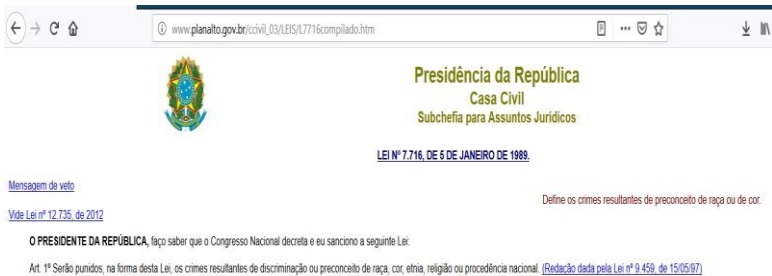 www.planalto.gov.br/ccivil_03/LEIS/L7716compilado.htm
Presidência da República
Casa Civil
Subchefia para Assuntos Jurídicos
LEI Nº 7.716, DE 5 DE JANEIRO DE 1989.
Mensagem de veto
Define os crimes resultantes de preconceito de raça ou de cor.
Vide Lei nº 12.735, de 2012
O PRESIDENTE DA REPÚBLICA, faço saber que o Congresso Nacional decreta e eu sanciono a seguinte Lei:
Art. 1º Serão punidos, na forma desta Lei, os crimes resultantes de discriminação ou preconceito de raça, cor, etnia, religião ou procedência nacional. (Redação dada pela Lei nº 9.459, de 15/05/97)